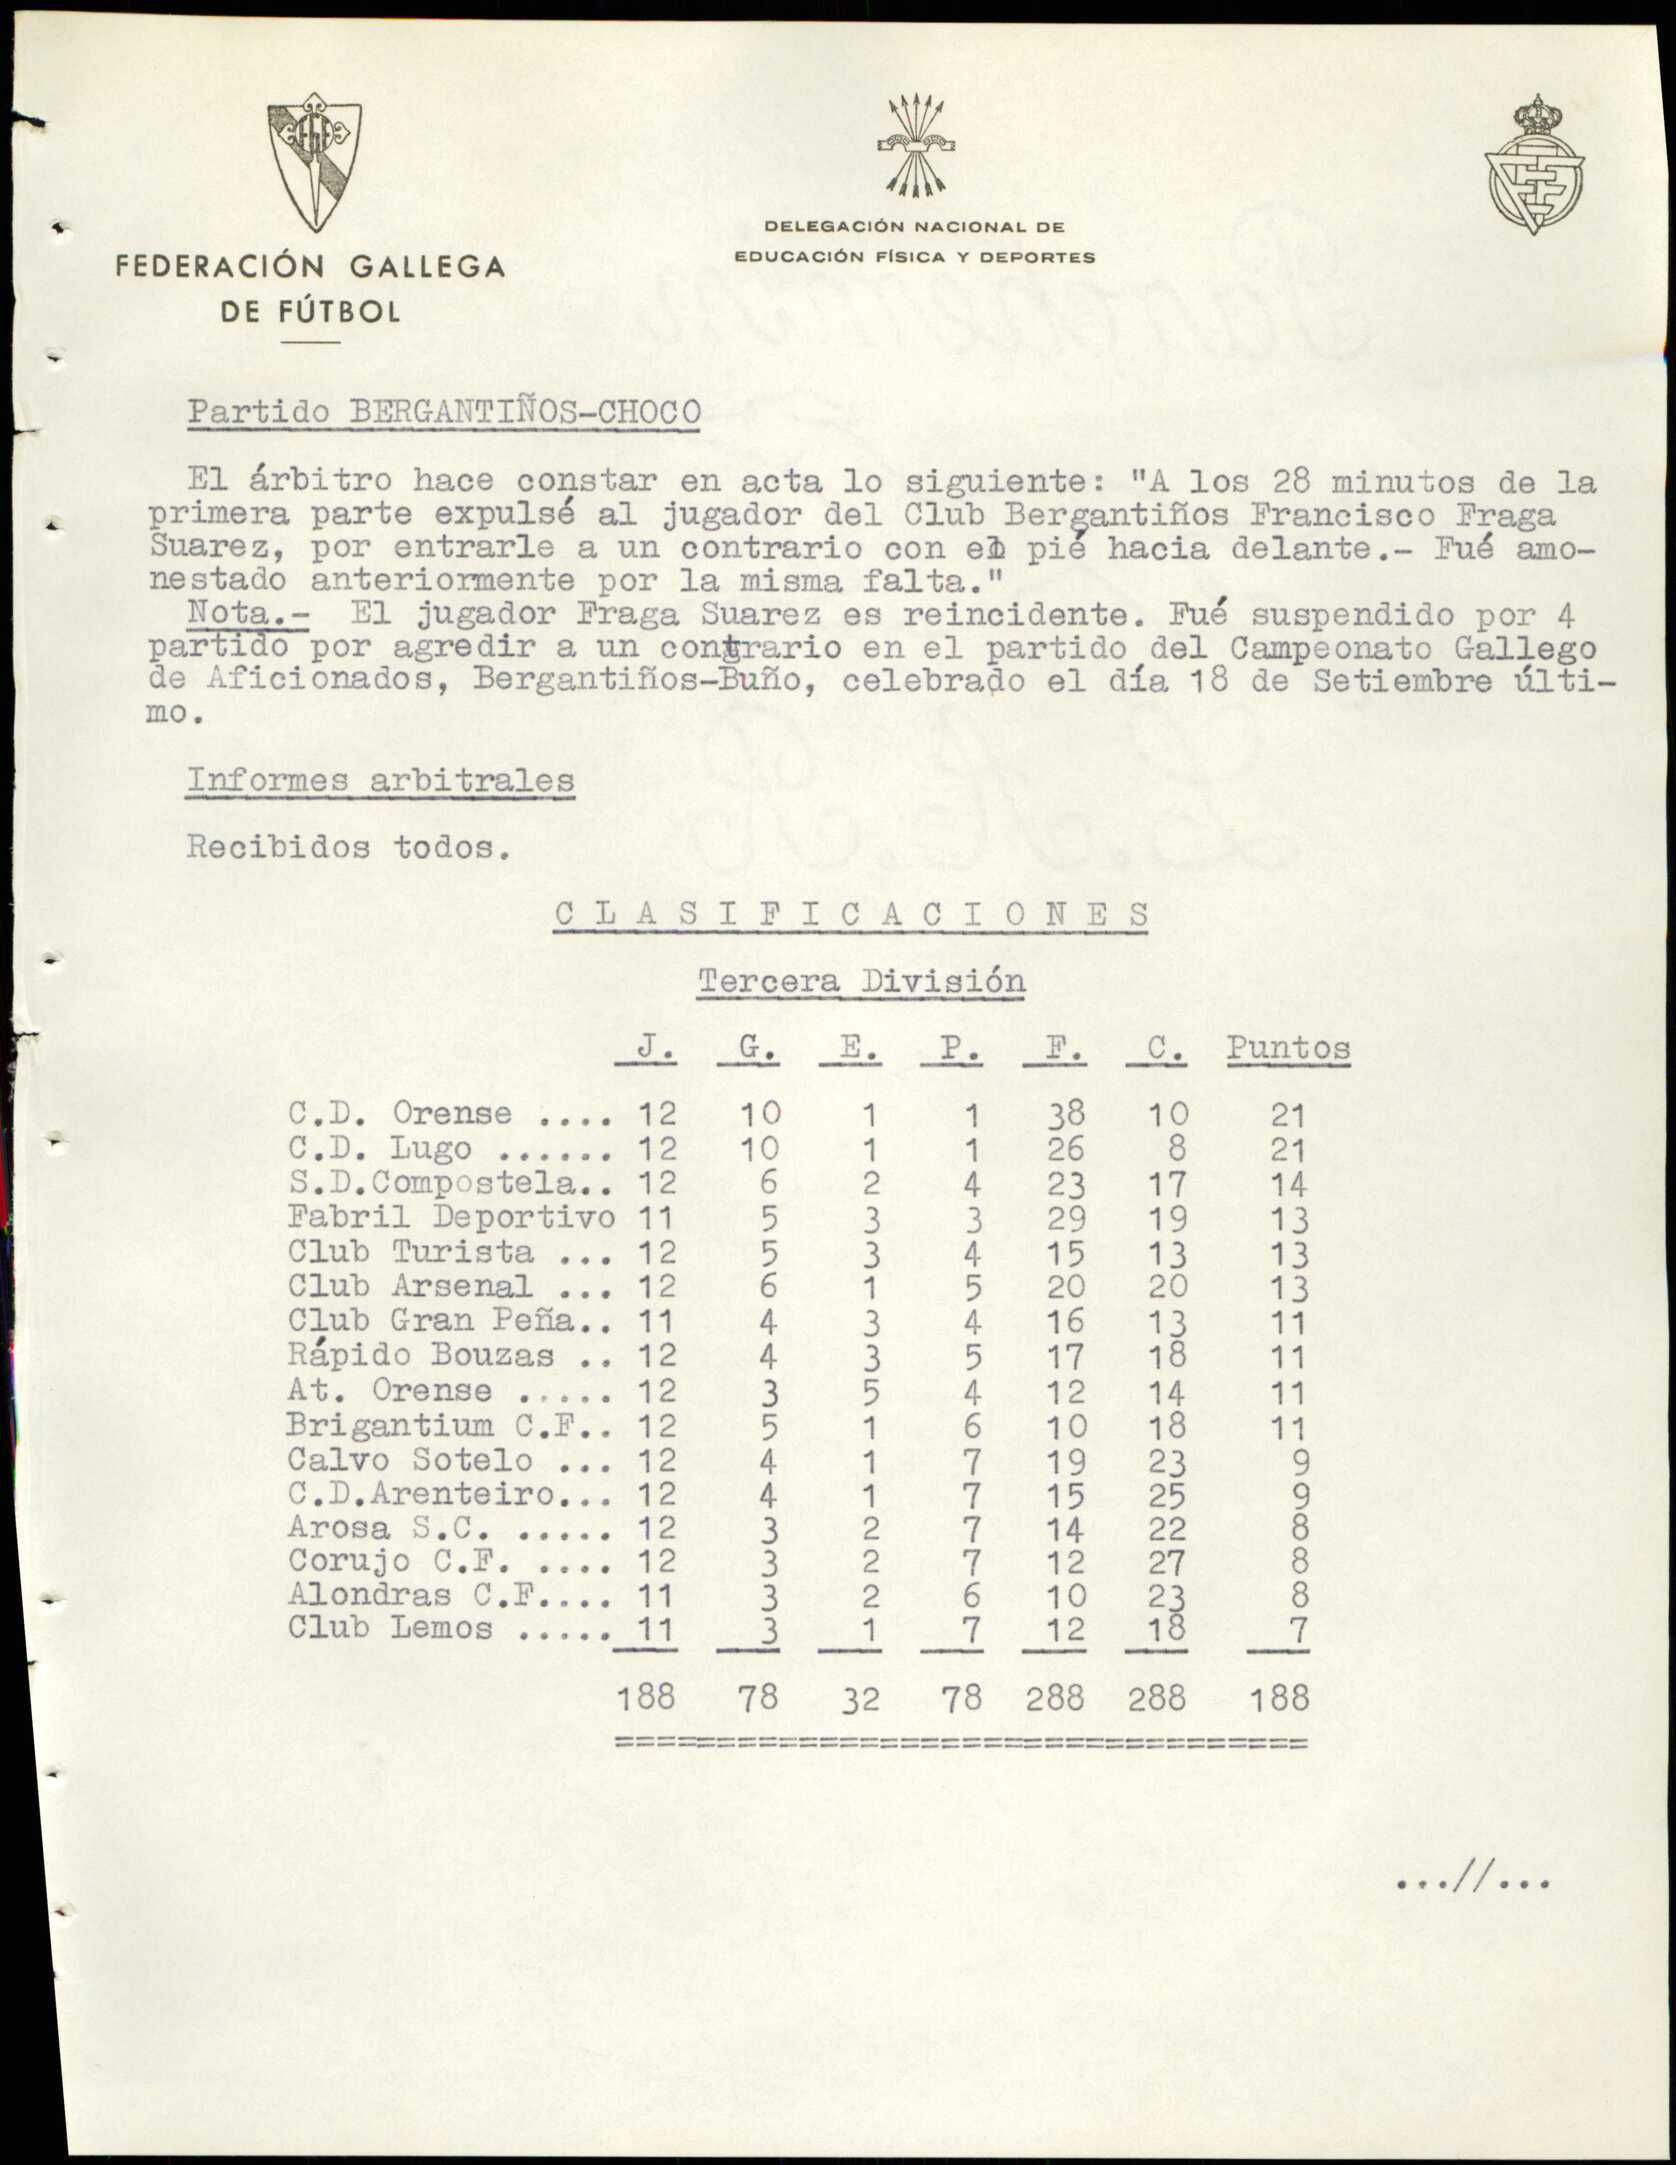 FEDERACIÓN GALLEGA
DE FÚTBOL
DELEGACIÓN NACIONAL DE
EDUCACIÓN FÍSICA Y DEPORTES
Partido BERGANTIÑOS-CHOCO
El árbitro hace constar en acta lo siguiente: "A los 28 minutos de la
primera parte expulsé al jugador del Club Bergantiños Francisco Fraga
Suarez, por entrarle a un contrario con el pié hacia delante.- Fué amo-
nestado anteriormente por la misma falta."
Nota.- El jugador Fraga Suarez es reincidente. Fué suspendido por 4
partido por agredir a un contrario en el partido del Campeonato Gallego
de Aficionados, Bergantiños-Buño, celebrado el día 18 de Setiembre últi-
mo.
Informes arbitrales
Recibidos todos.
C L A S I F I C A C I O N E S
Tercera División
J. G. E. P. F. C. Puntos
C.D. Orense .... 12 10 1 1 38 10 21
C.D. Lugo ...... 12 10 1 1 26 8 21
S.D.Compostela.. 12 6 2 4 23 17 14
Fabril Deportivo 11 5 3 3 29 19 13
Club Turista ... 12 5 3 4 15 13 13
Club Arsenal ... 12 6 1 5 20 20 13
Club Gran Peña.. 11 4 3 4 16 13 11
Rápido Bouzas .. 12 4 3 5 17 18 11
At. Orense ..... 12 3 5 4 12 14 11
Brigantium C.F.. 12 5 1 6 10 18 11
Calvo Sotelo ... 12 4 1 7 19 23 9
C.D.Arenteiro... 12 4 1 7 15 25 9
Arosa S.C. ..... 12 3 2 7 14 22 8
Corujo C.F. .... 12 3 2 7 12 27 8
Alondras C.F.... 11 3 2 6 10 23 8
Club Lemos ..... 11 3 1 7 12 18 7
188 78 32 78 288 288 188
==================================
...//...